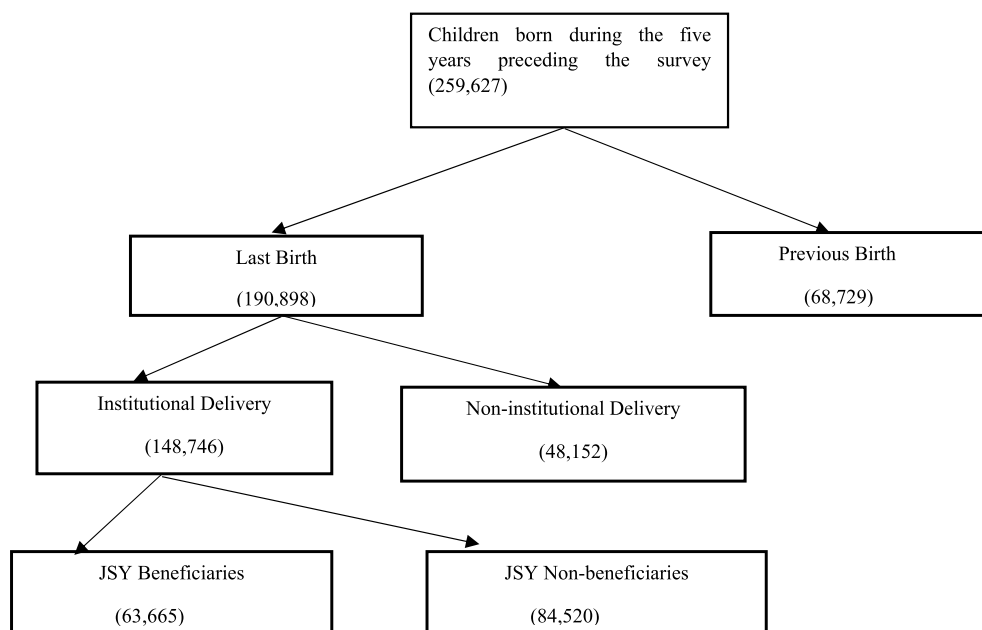 Children born during the five
years preceding the survey
(259,627)
Last Birth
(190,898)
Previous Birth
(68,729)
Institutional Delivery
(148,746)
Non-institutional Delivery
(48,152)
JSY Beneficiaries
(63,665)
JSY Non-beneficiaries
(84,520)